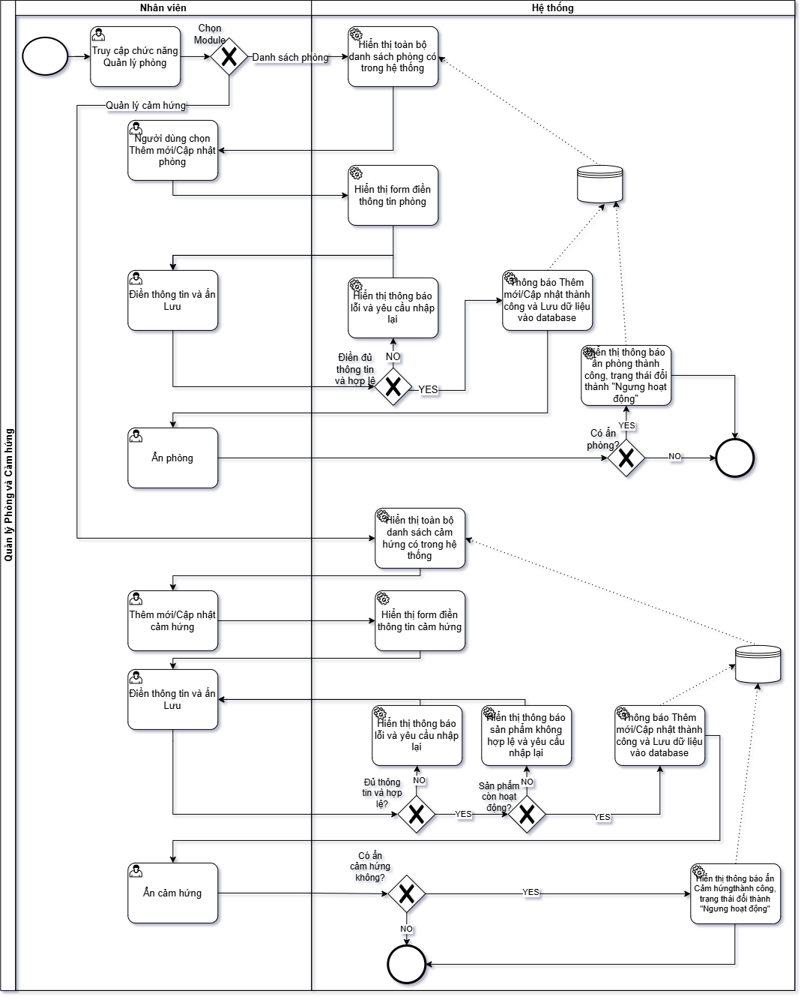 Nhân viên
Hệ thống
Quản lý Phòng và Cảm hứng
Truy cập chức năng
Quản lý phòng
Chọn
Module
Danh sách phòng
Hiển thị toàn bộ
danh sách phòng có
trong hệ thống
Quản lý cảm hứng
Người dùng chọn
Thêm mới/Cập nhật
phòng
Hiển thị form điền
thông tin phòng
Điền thông tin và ấn
Lưu
Hiển thị thông báo
lỗi và yêu cầu nhập
lại
Thông báo Thêm
mới/Cập nhật thành
công và Lưu dữ liệu
vào database
Điền đủ
thông tin
và hợp lệ
NO
YES
Hiển thị thông báo
ẩn phòng thành
công, trạng thái đổi
thành "Ngưng hoạt
động"
YES
Có ẩn
phòng?
NO
Ẩn phòng
Hiển thị toàn bộ
danh sách cảm
hứng có trong hệ
thống
Thêm mới/Cập nhật
cảm hứng
Hiển thị form điền
thông tin cảm hứng
Điền thông tin và ấn
Lưu
Hiển thị thông báo
lỗi và yêu cầu nhập
lại
Hiển thị thông báo
sản phẩm không
hợp lệ và yêu cầu
nhập lại
Thông báo Thêm
mới/Cập nhật thành
công và Lưu dữ liệu
vào database
Đủ thông
tin và hợp
lệ?
NO
YES
Sản phẩm
còn hoạt
động?
NO
YES
Ẩn cảm hứng
Có ẩn
cảm hứng
không?
YES
NO
Hiển thị thông báo ẩn
Cảm hứngthành công,
trạng thái đổi thành
"Ngưng hoạt động"